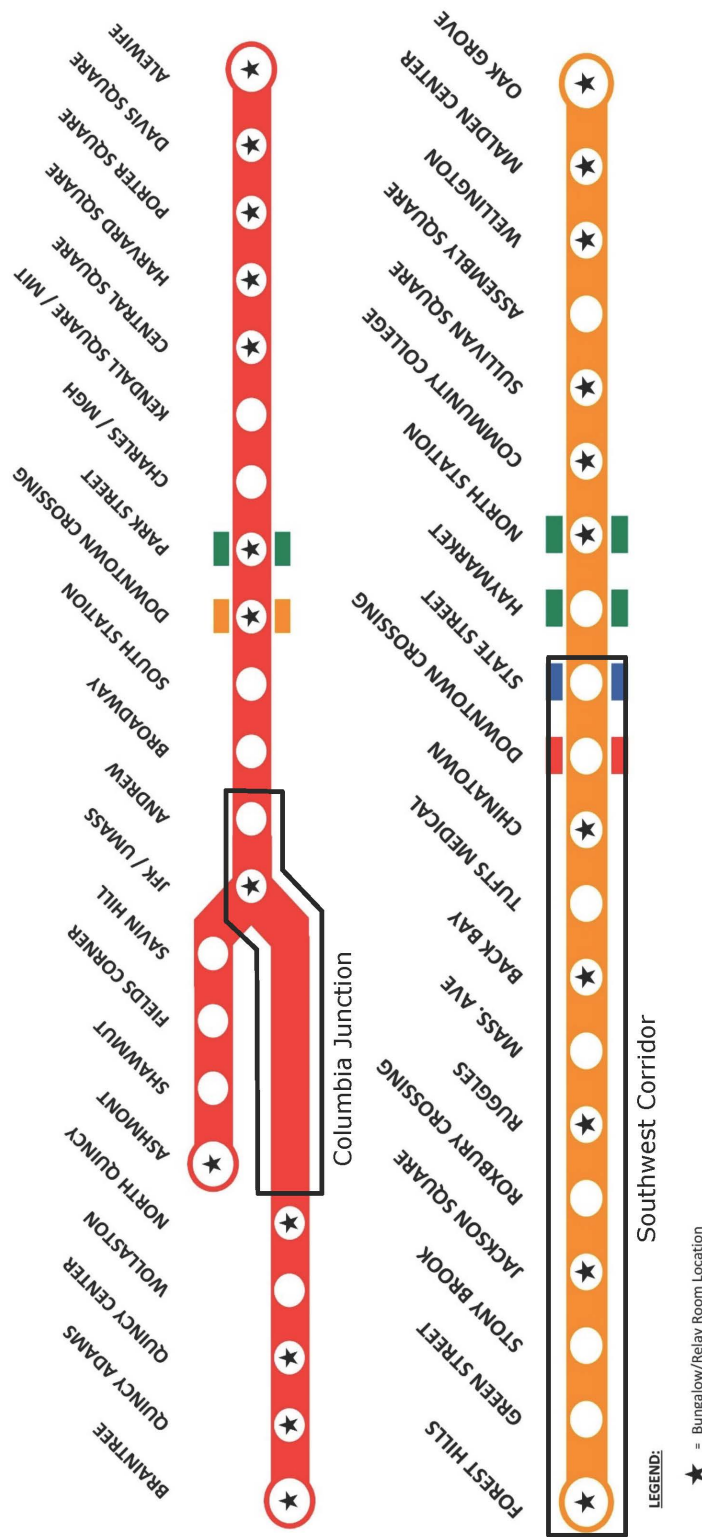 ALEWIFE
DAVIS SQUARE
PORTER SQUARE
HARVARD SQUARE
CENTRAL SQUARE
KENDALL SQUARE / MIT
CHARLES / MGH
PARK STREET
DOWNTOWN CROSSING
SOUTH STATION
BROADWAY
ANDREW
JFK / UMASS
SAVIN HILL
FIELDS CORNER
SHAWMUT
ASHMONT
NORTH QUINCY
WOLLASTON
QUINCY CENTER
QUINCY ADAMS
BRAINTREE
Columbia Junction
OAK GROVE
MALDEN CENTER
WELLINGTON
ASSEMBLY SQUARE
SULLIVAN SQUARE
COMMUNITY COLLEGE
NORTH STATION
HAYMARKET
STATE STREET
DOWNTOWN CROSSING
CHINATOWN
TUFTS MEDICAL
BACK BAY
MASS. AVE
RUGGLES
ROXBURY CROSSING
JACKSON SQUARE
STONY BROOK
GREEN STREET
FOREST HILLS
Southwest Corridor
LEGEND:
★ = Bungalow/Relay Room Location